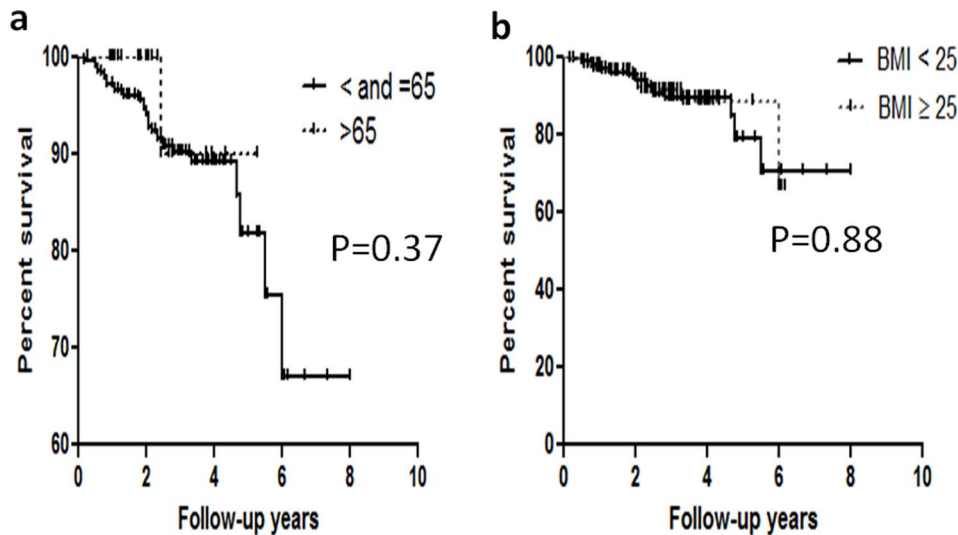 a
Percent survival
100
90
80
70
60
0 2 4 6 8 10
Follow-up years
< and =65
>65
P=0.37
b
Percent survival
100
80
60
40
20
0
0 2 4 6 8 10
Follow-up years
BMI < 25
BMI ≥ 25
P=0.88